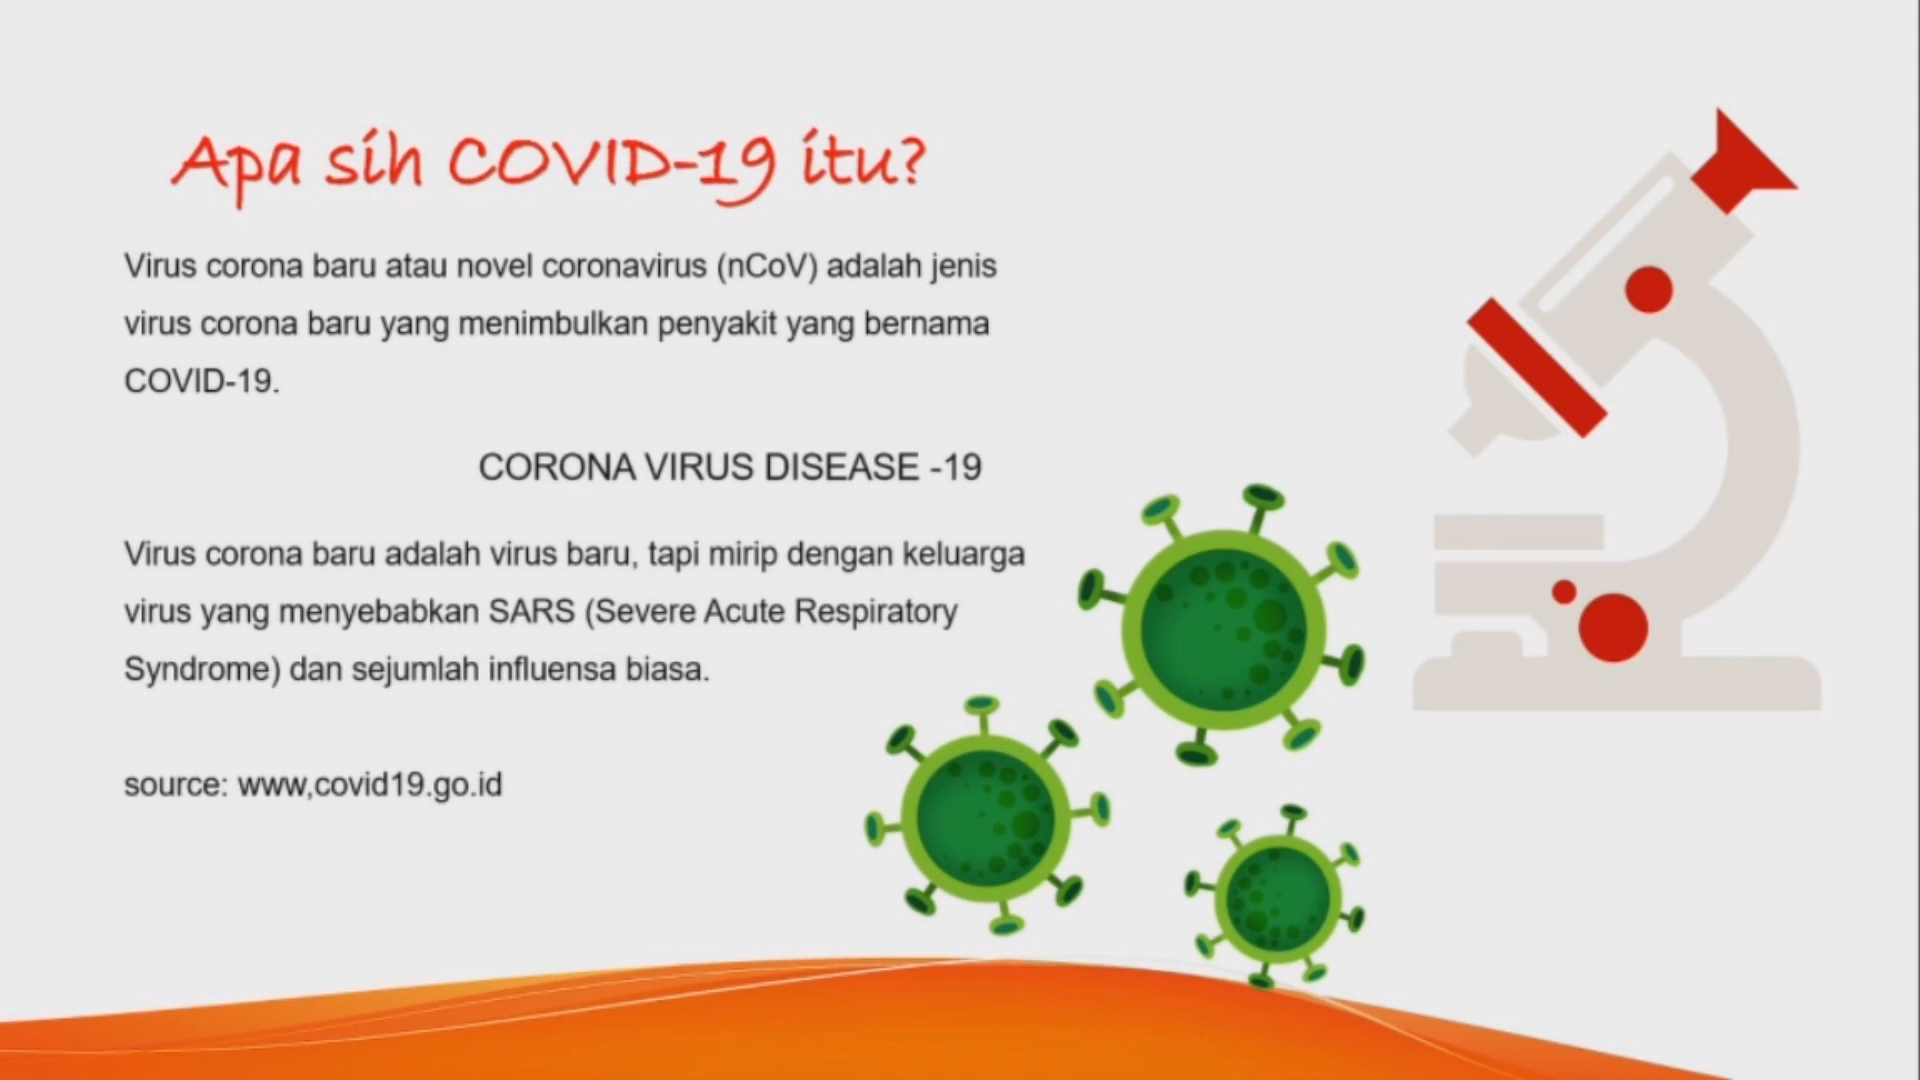 Apa sih COVID-19 itu?
Virus corona baru atau novel coronavirus (nCoV) adalah jenis
virus corona baru yang menimbulkan penyakit yang bernama
COVID-19.
CORONA VIRUS DISEASE -19
Virus corona baru adalah virus baru, tapi mirip dengan keluarga
virus yang menyebabkan SARS (Severe Acute Respiratory
Syndrome) dan sejumlah influensa biasa.
source: www,covid19.go.id